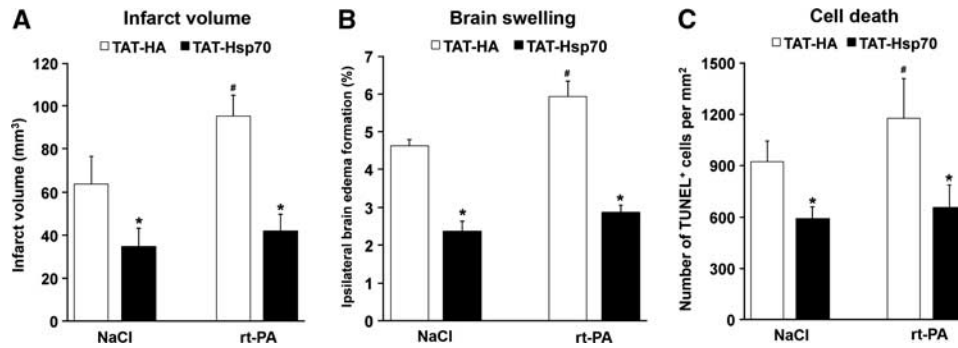 A Infarct volume
TAT-HA TAT-Hsp70
Infarct volume (mm³)
120
100
80
60
40
20
0
#
*
*
NaCl rt-PA
B Brain swelling
TAT-HA TAT-Hsp70
Ipsilateral brain edema formation (%)
7
6
5
4
3
2
1
0
#
*
*
NaCl rt-PA
C Cell death
TAT-HA TAT-Hsp70
Number of TUNEL⁺ cells per mm²
1500
1200
900
600
300
0
#
*
*
NaCl rt-PA